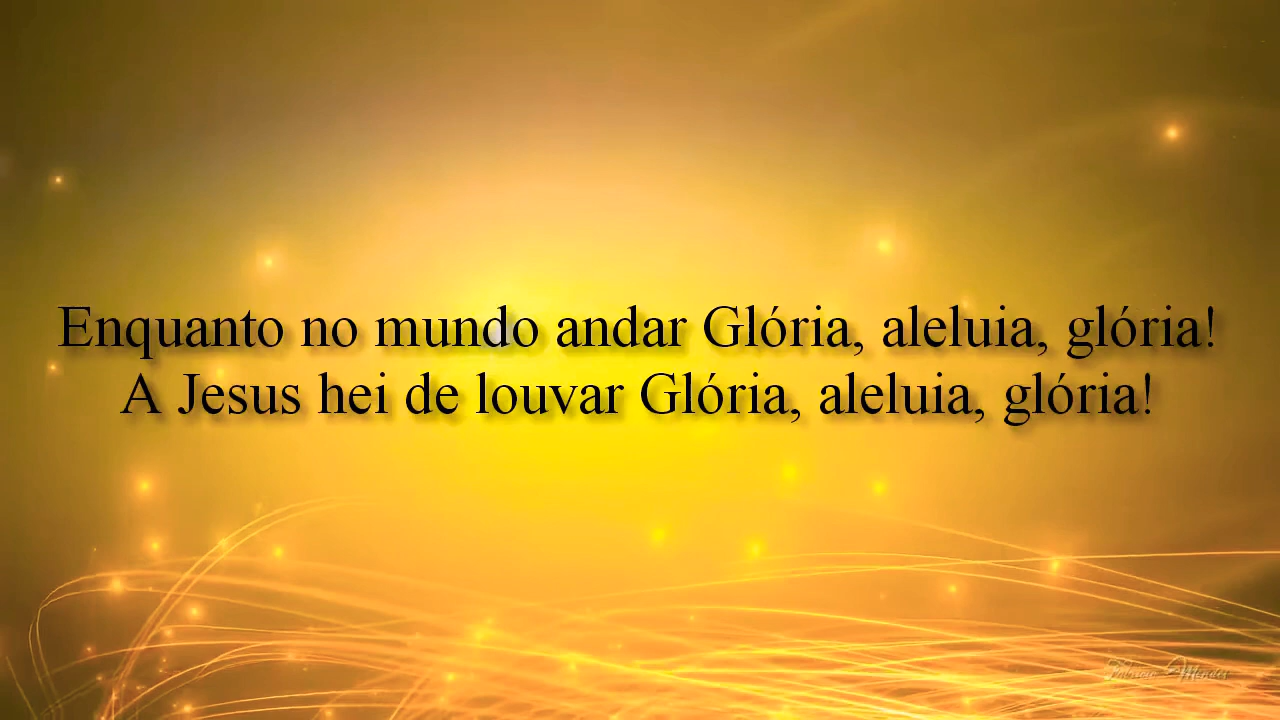 Enquanto no mundo andar Glória, aleluia, glória!
A Jesus hei de louvar Glória, aleluia, glória!